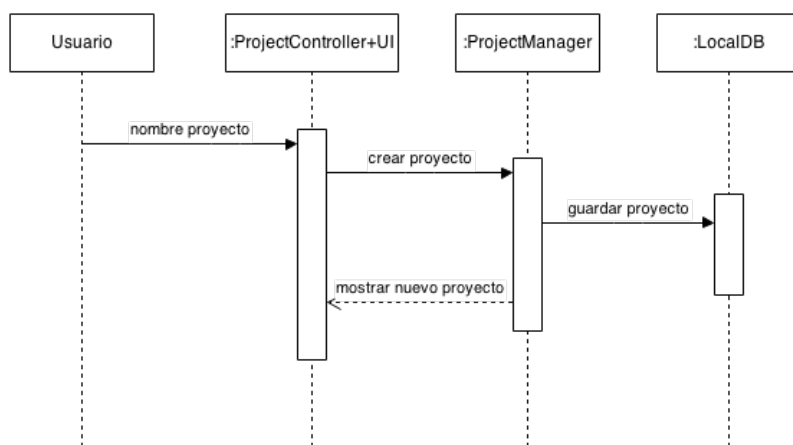 Usuario
:ProjectController+UI
:ProjectManager
:LocalDB
nombre proyecto
crear proyecto
guardar proyecto
mostrar nuevo proyecto